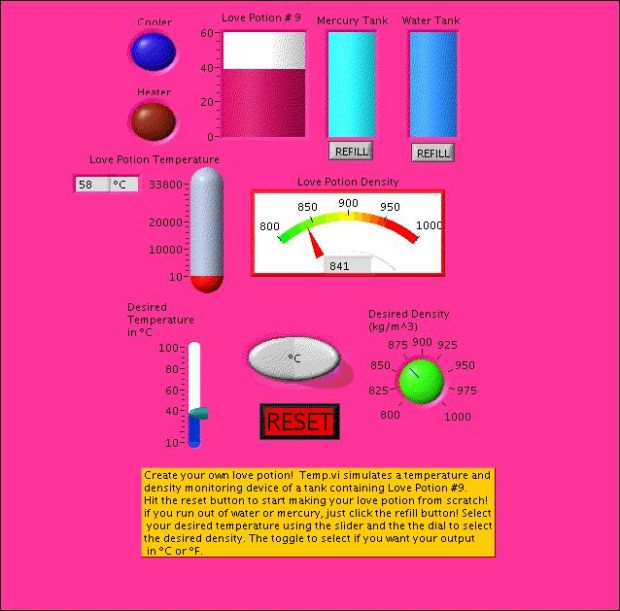 Cooler
Love Potion # 9
Mercury Tank
Water Tank
60
40
20
0
Heater
REFILL
REFILL
Love Potion Temperature
58 °C
33800
20000
10000
10
Love Potion Density
800
850
900
950
1000
841
Desired
Temperature
in °C
100
80
60
40
10
°C
RESET
Desired Density
(kg/m^3)
800
825
850
875
900
925
950
975
1000
Create your own love potion!  Temp.vi simulates a temperature and
density monitoring device of a tank containing Love Potion #9.
Hit the reset button to start making your love potion from scratch!
if you run out of water or mercury, just click the refill button! Select
your desired temperature using the slider and the the dial to select
the desired density. The toggle to select if you want your output
in °C or °F.